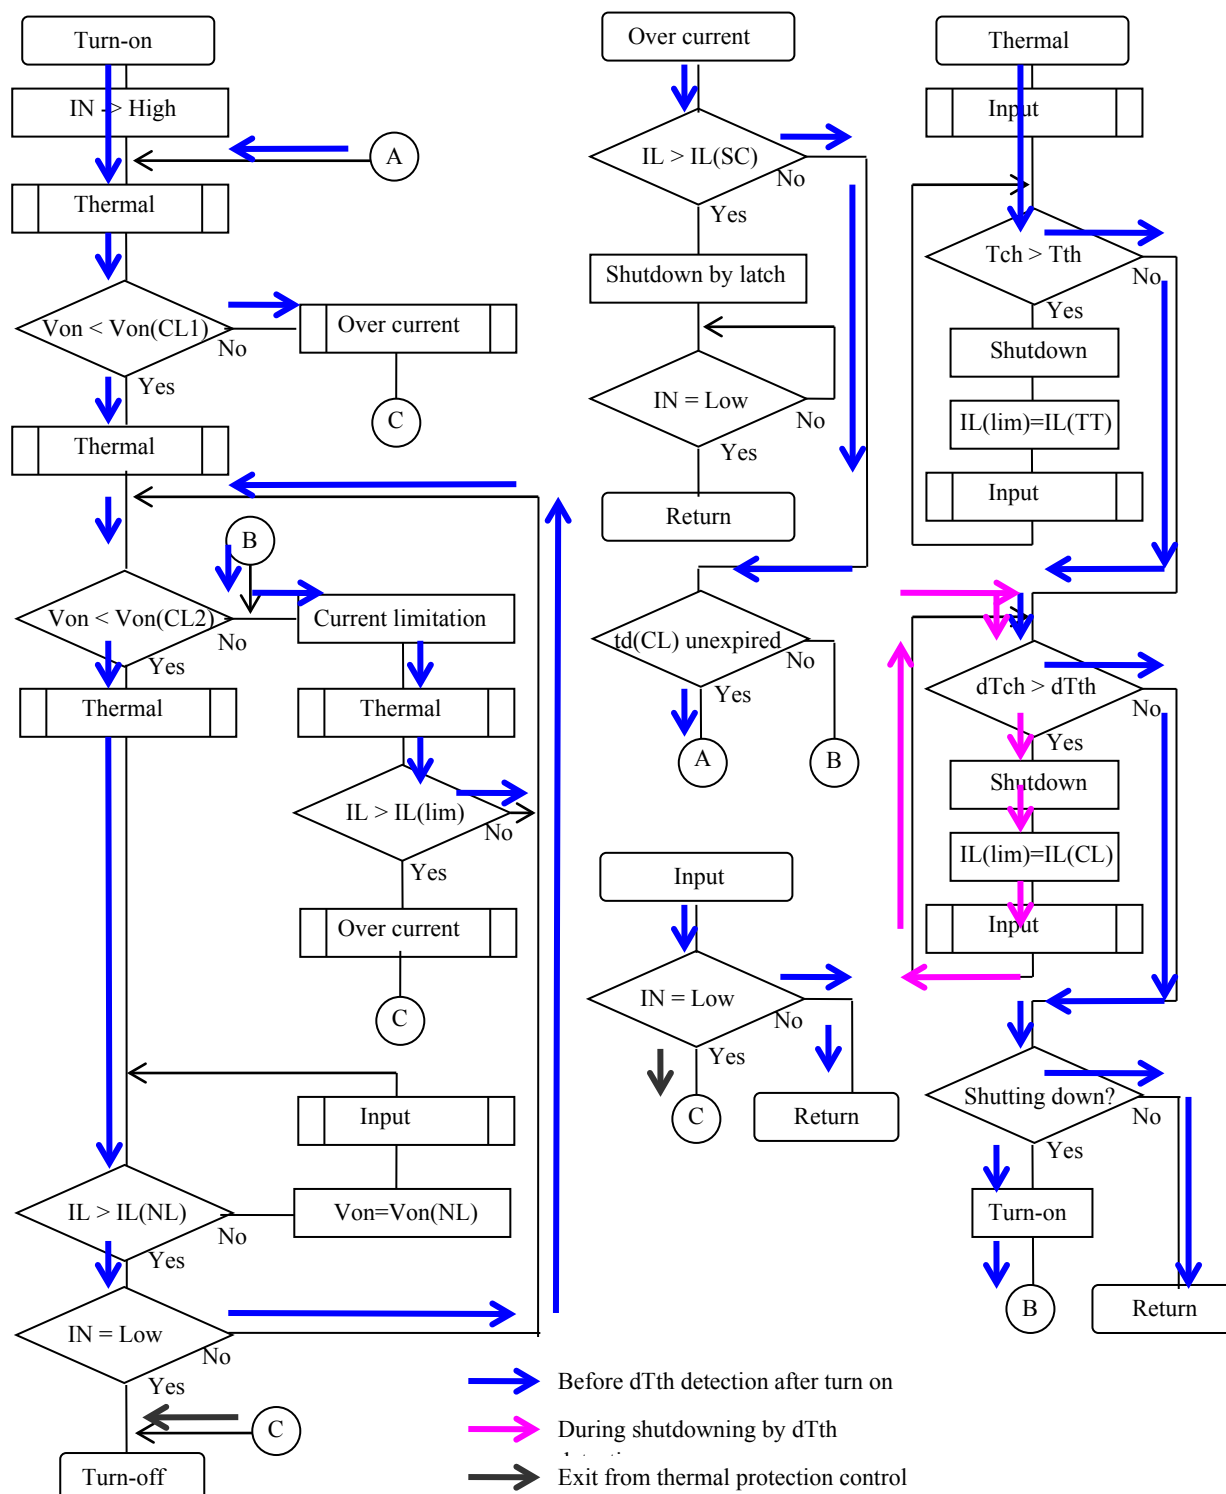 Turn-on
IN -> High
A
Thermal
Von < Von(CL1)
No
Yes
Over current
C
Thermal
B
Von < Von(CL2)
No
Yes
Current limitation
Thermal
Thermal
IL > IL(lim)
No
Yes
Over current
C
Input
Von=Von(NL)
IL > IL(NL)
No
Yes
IN = Low
No
Yes
C
Turn-off
Over current
IL > IL(SC)
No
Yes
Shutdown by latch
IN = Low
No
Yes
Return
td(CL) unexpired
No
Yes
A
B
Input
IN = Low
No
Yes
C
Return
Thermal
Input
Tch > Tth
No
Yes
Shutdown
IL(lim)=IL(TT)
Input
dTch > dTth
No
Yes
Shutdown
IL(lim)=IL(CL)
Input
Shutting down?
No
Yes
Turn-on
B
Return
Before dTth detection after turn on
During shutdowning by dTth
Exit from thermal protection control